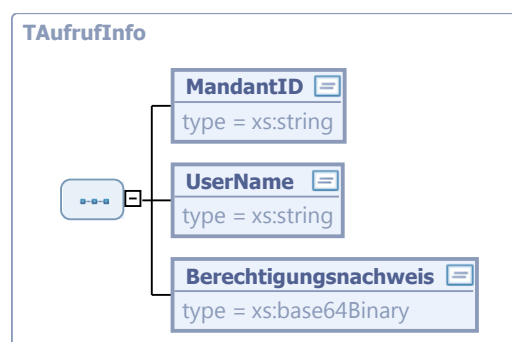 TAufrufInfo
MandantID
type = xs:string
UserName
type = xs:string
Berechtigungsnachweis
type = xs:base64Binary